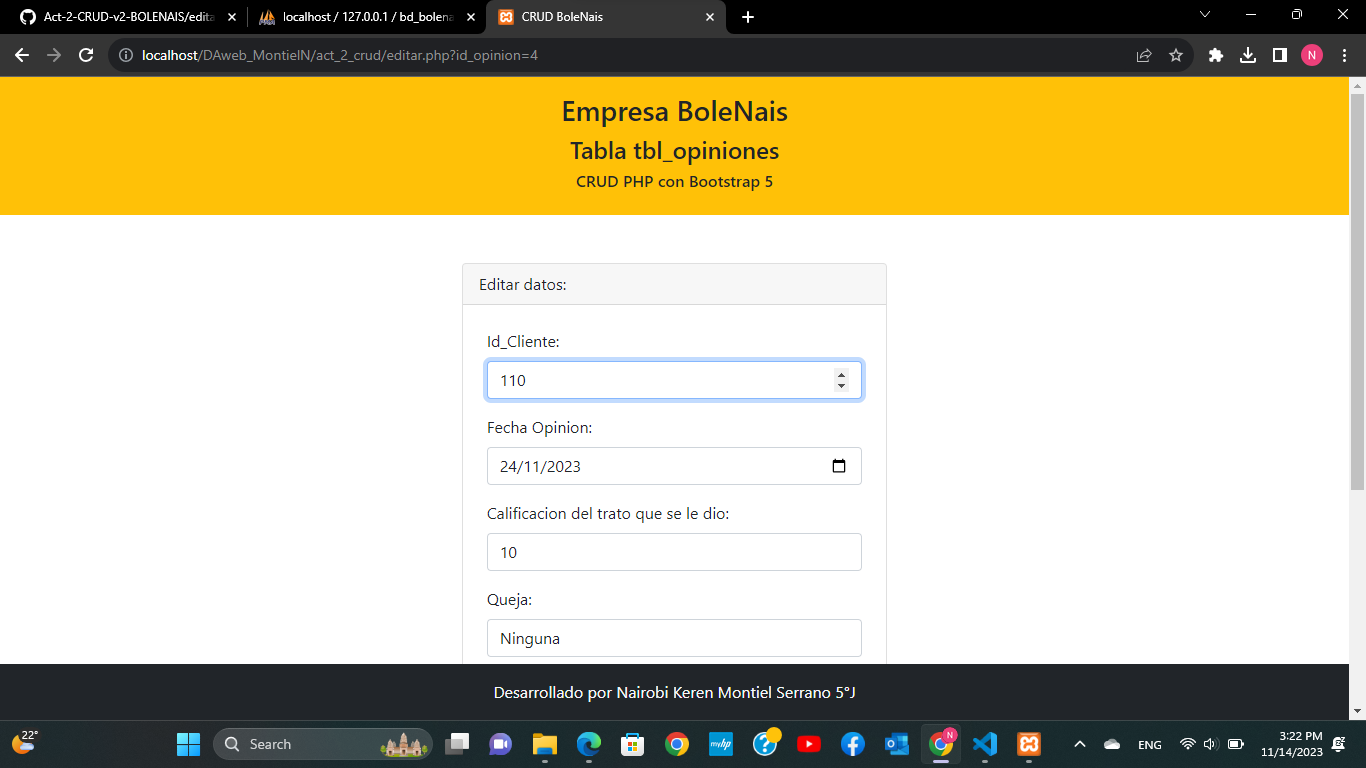 Act-2-CRUD-v2-BOLENAIS/edita
localhost / 127.0.0.1 / bd_bolena
CRUD BoleNais
localhost/DAweb_MontielN/act_2_crud/editar.php?id_opinion=4
N
Empresa BoleNais
Tabla tbl_opiniones
CRUD PHP con Bootstrap 5
Editar datos:
Id_Cliente:
110
Fecha Opinion:
24/11/2023
Calificacion del trato que se le dio:
10
Queja:
Ninguna
Desarrollado por Nairobi Keren Montiel Serrano 5°J
22°
Search
myhp
N
ENG
3:22 PM
11/14/2023